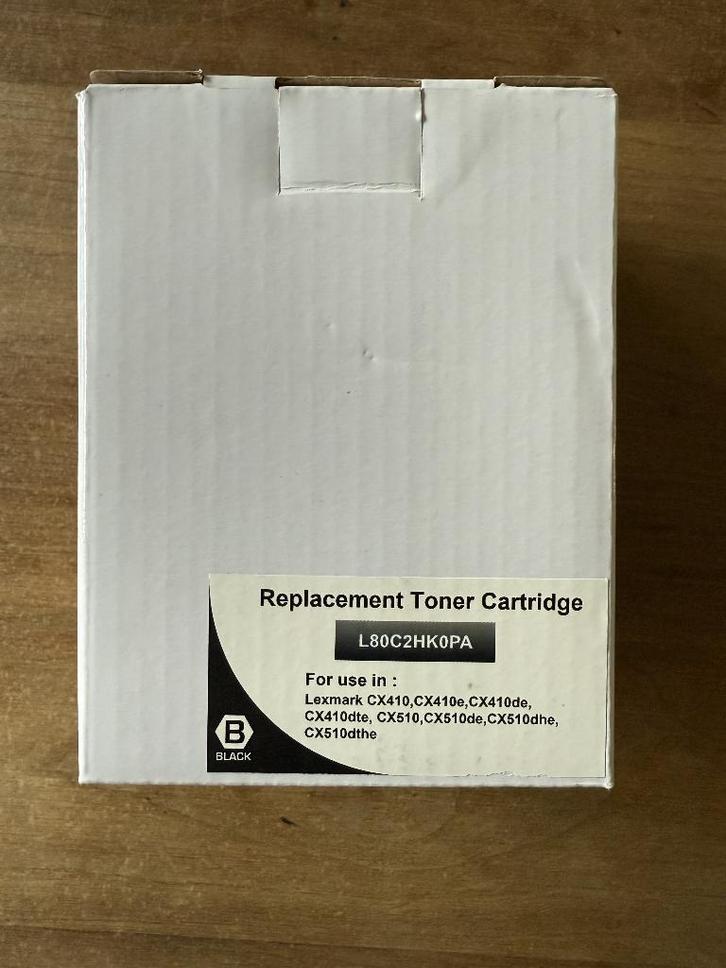 Replacement Toner Cartridge
L80C2HK0PA
For use in :
Lexmark CX410,CX410e,CX410de,
CX410dte, CX510,CX510de,CX510dhe,
CX510dthe
B
BLACK